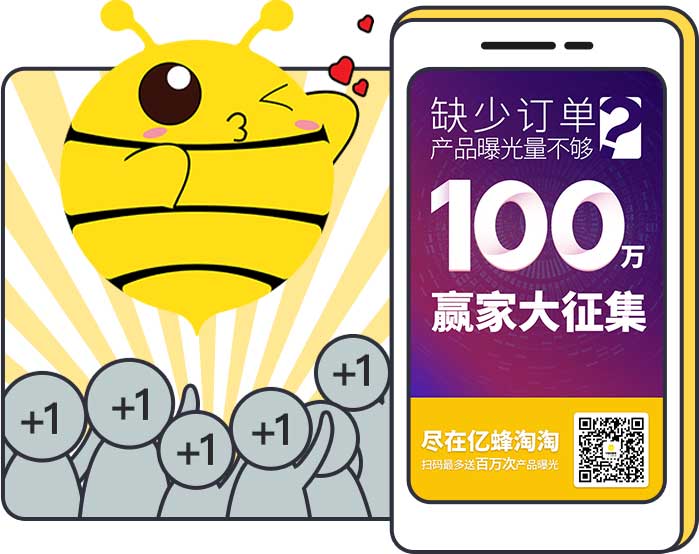 +1
+1
+1
+1
+1
缺少订单?
产品曝光量不够
100万
赢家大征集
尽在亿蜂淘淘
扫码最多送百万次产品曝光